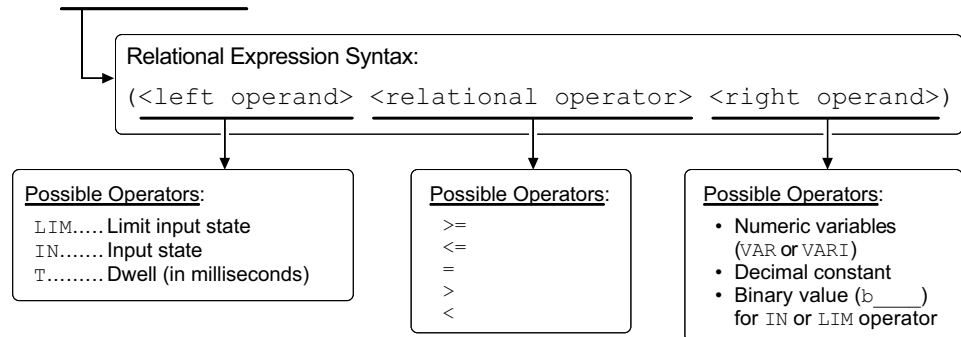 Relational Expression Syntax:
(<left operand> <relational operator> <right operand>)
Possible Operators:
LIM..... Limit input state
IN....... Input state
T......... Dwell (in milliseconds)
Possible Operators:
>=
<=
=
>
<
Possible Operators:
• Numeric variables
(VAR or VARI)
• Decimal constant
• Binary value (b____)
for IN or LIM operator